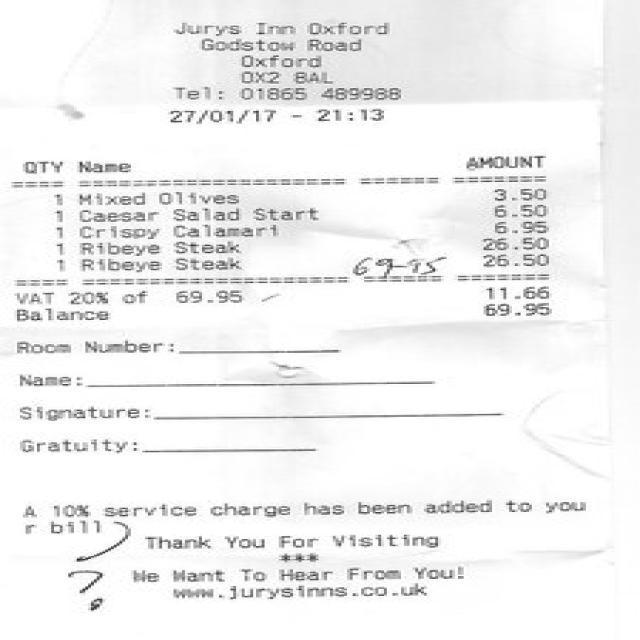 Jurys Inn Oxford
Godstow Road
Oxford
OX2 8AL
Tel: 01865 489988
27/01/17 - 21:13
QTY Name AMOUNT
==== ====================== ====== =======
1 Mixed Olives 3.50
1 Caesar Salad Start 6.50
1 Crispy Calamari 6.95
1 Ribeye Steak 26.50
1 Ribeye Steak 69-95 26.50
==== ====================== ====== =======
VAT 20% of 69.95 11.66
Balance 69.95
Room Number:____________
Name:__________________________
Signature:__________________________
Gratuity:_____________
A 10% service charge has been added to you
r bill
Thank You For Visiting
***
?
We Want To Hear From You!
www.jurysinns.co.uk